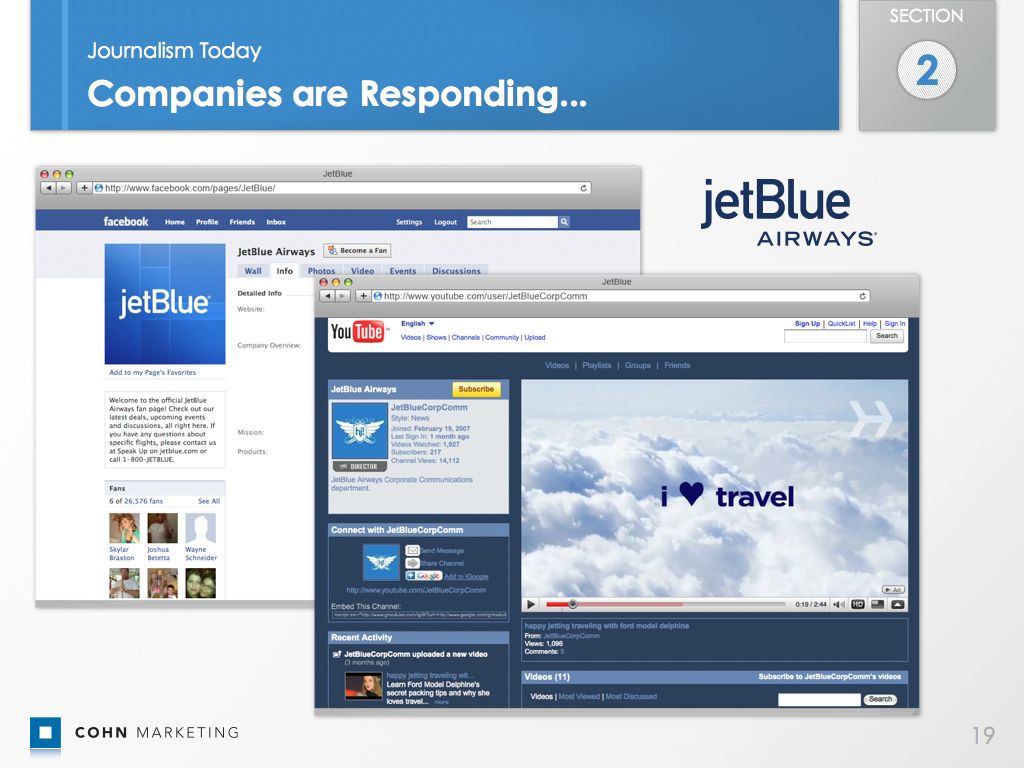 Journalism Today
Companies are Responding...
SECTION
2
JetBlue
http://www.facebook.com/pages/JetBlue/
facebook Home Profile Friends Inbox Settings Logout Search
jetBlue
JetBlue Airways Become a Fan
Wall Info Photos Video Events Discussions
Detailed Info
Website:
Company Overview:
Mission:
Products:
Add to my Page's Favorites
Welcome to the official JetBlue
Airways fan page! Check out our
latest deals, upcoming events
and discussions, all right here. If
you have any questions about
specific flights, please contact us
at Speak Up on jetblue.com or
call 1-800-JETBLUE.
Fans
6 of 26,576 fans See All
Skylar Braxton
Joshua Betetta
Wayne Schneider
jetBlue
AIRWAYS
JetBlue
http://www.youtube.com/user/JetBlueCorpComm
YouTube
English
Videos | Shows | Channels | Community | Upload
Sign Up | QuickList | Help | Sign In
Search
Videos | Playlists | Groups | Friends
JetBlue Airways Subscribe
JetBlueCorpComm
Style: News
Joined: February 19, 2007
Last Sign In: 1 month ago
Videos Watched: 1,927
Subscribers: 217
Channel Views: 14,112
DIRECTOR
JetBlue Airways Corporate Communications
department.
Connect with JetBlueCorpComm
Send Message
Share Channel
Google Add to iGoogle
http://www.youtube.com/JetBlueCorpComm
Embed This Channel:
Recent Activity
JetBlueCorpComm uploaded a new video
(3 months ago)
happy jetting traveling wit...
Learn Ford Model Delphine's
secret packing tips and why she
loves travel... more
i ♥ travel
Ad
0:19 / 2:44 HD
happy jetting traveling with ford model delphine
From: JetBlueCorpComm
Views: 1,096
Comments: 5
Videos (11) Subscribe to JetBlueCorpComm's videos
Videos | Most Viewed | Most Discussed Search
COHN MARKETING
19